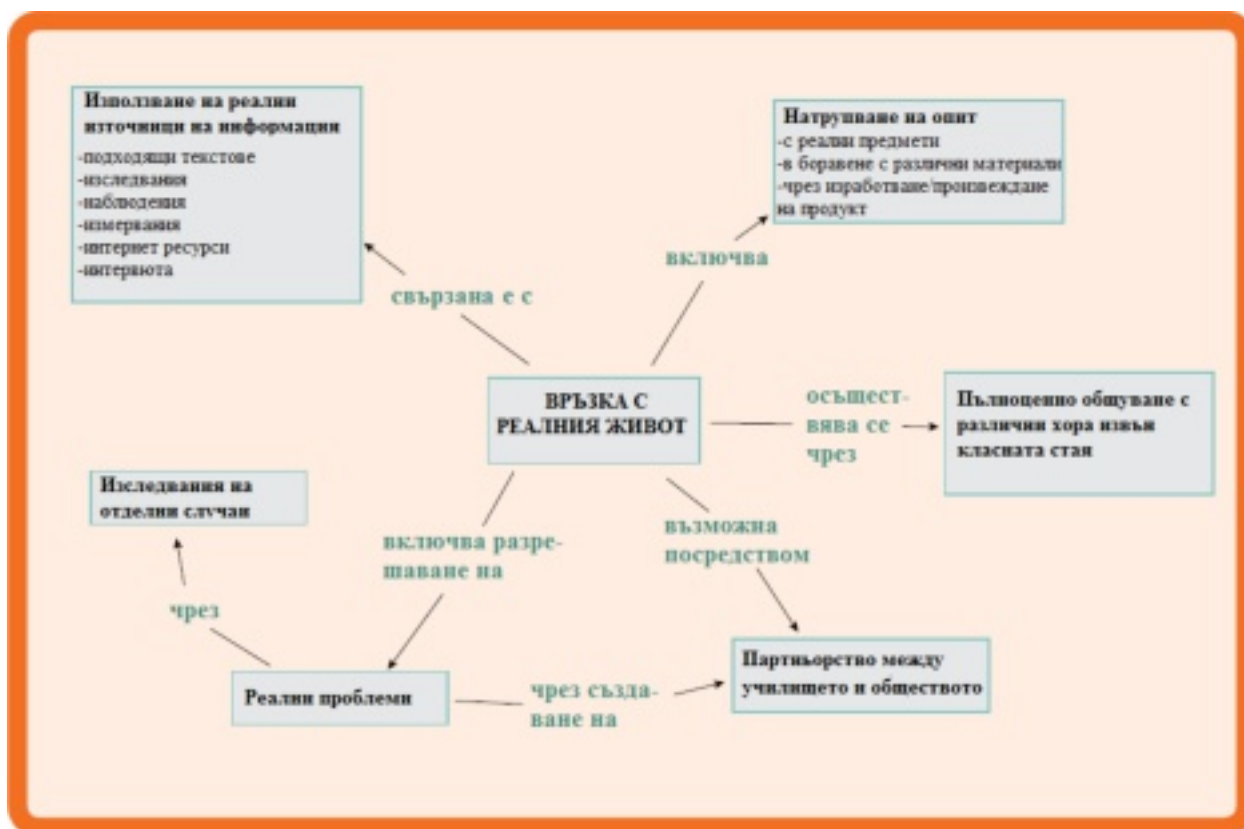 Използване на реални
източници на информация
-подходящи текстове
-изследвания
-наблюдения
-измервания
-интернет ресурси
-интервюта
Натрупване на опит
-с реални предмети
-в боравене с различни материали
-чрез изработване/произвеждане
на продукт
включва
свързана е с
ВРЪЗКА С
РЕАЛНИЯ ЖИВОТ
осъщест-
вява се
чрез
Пълноценно общуване с
различни хора извън
класната стая
Изследвания на
отделни случаи
включва разре-
шаване на
възможна
посредством
чрез
Реални проблеми
чрез създа-
ване на
Партньорство между
училището и обществото